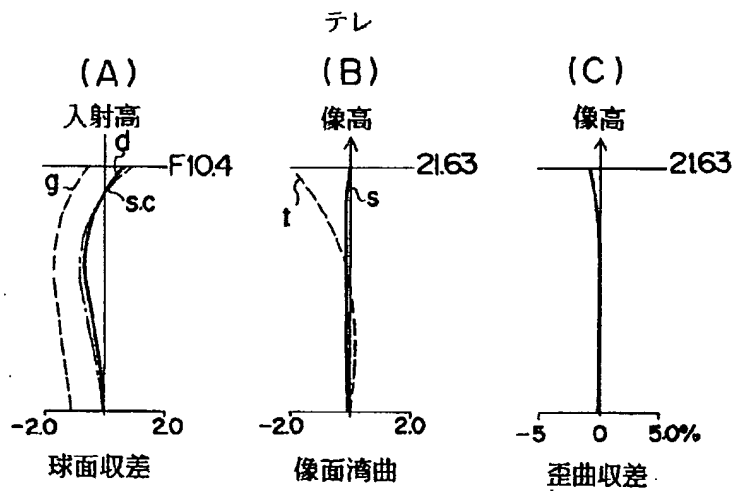 テレ
(A) (B) (C)
入射高 像高 像高
d
g F10.4 21.63 21.63
s.c s
t
-2.0 2.0 -2.0 2.0 -5 0 5.0%
球面収差 像面湾曲 歪曲収差